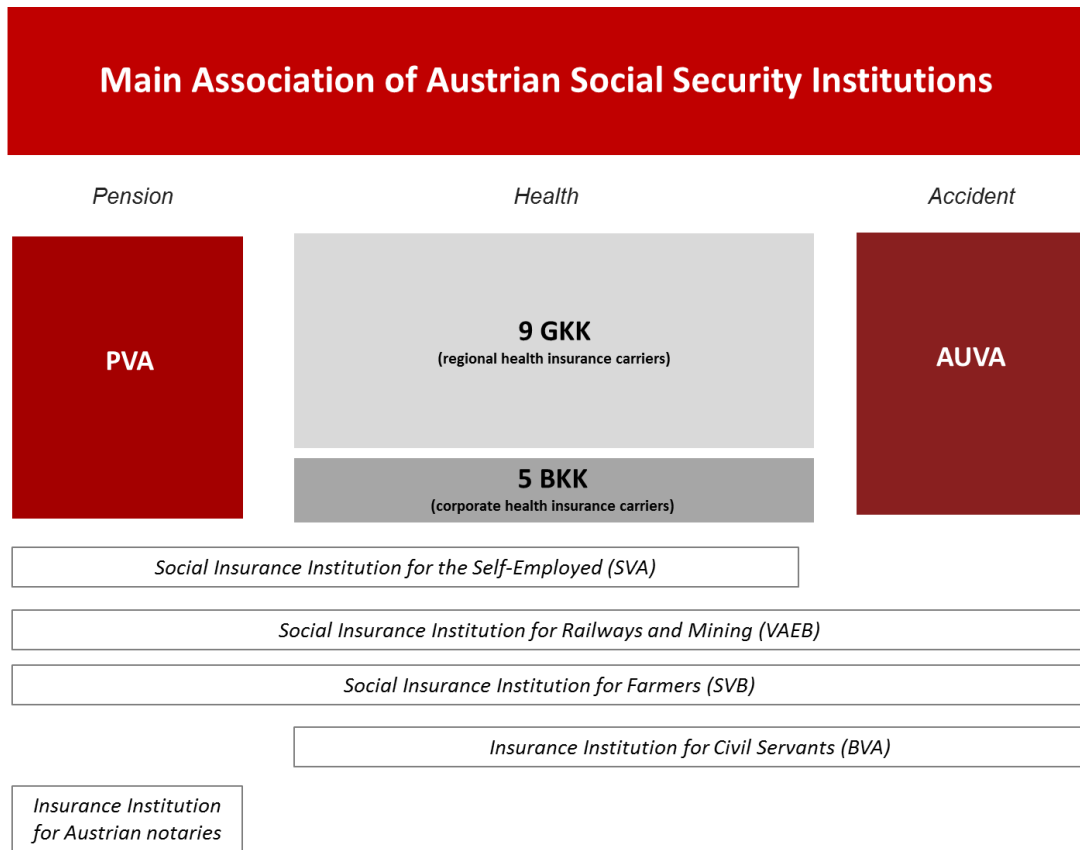 Main Association of Austrian Social Security Institutions
Pension
Health
Accident
PVA
9 GKK
(regional health insurance carriers)
AUVA
5 BKK
(corporate health insurance carriers)
Social Insurance Institution for the Self-Employed (SVA)
Social Insurance Institution for Railways and Mining (VAEB)
Social Insurance Institution for Farmers (SVB)
Insurance Institution for Civil Servants (BVA)
Insurance Institution
for Austrian notaries